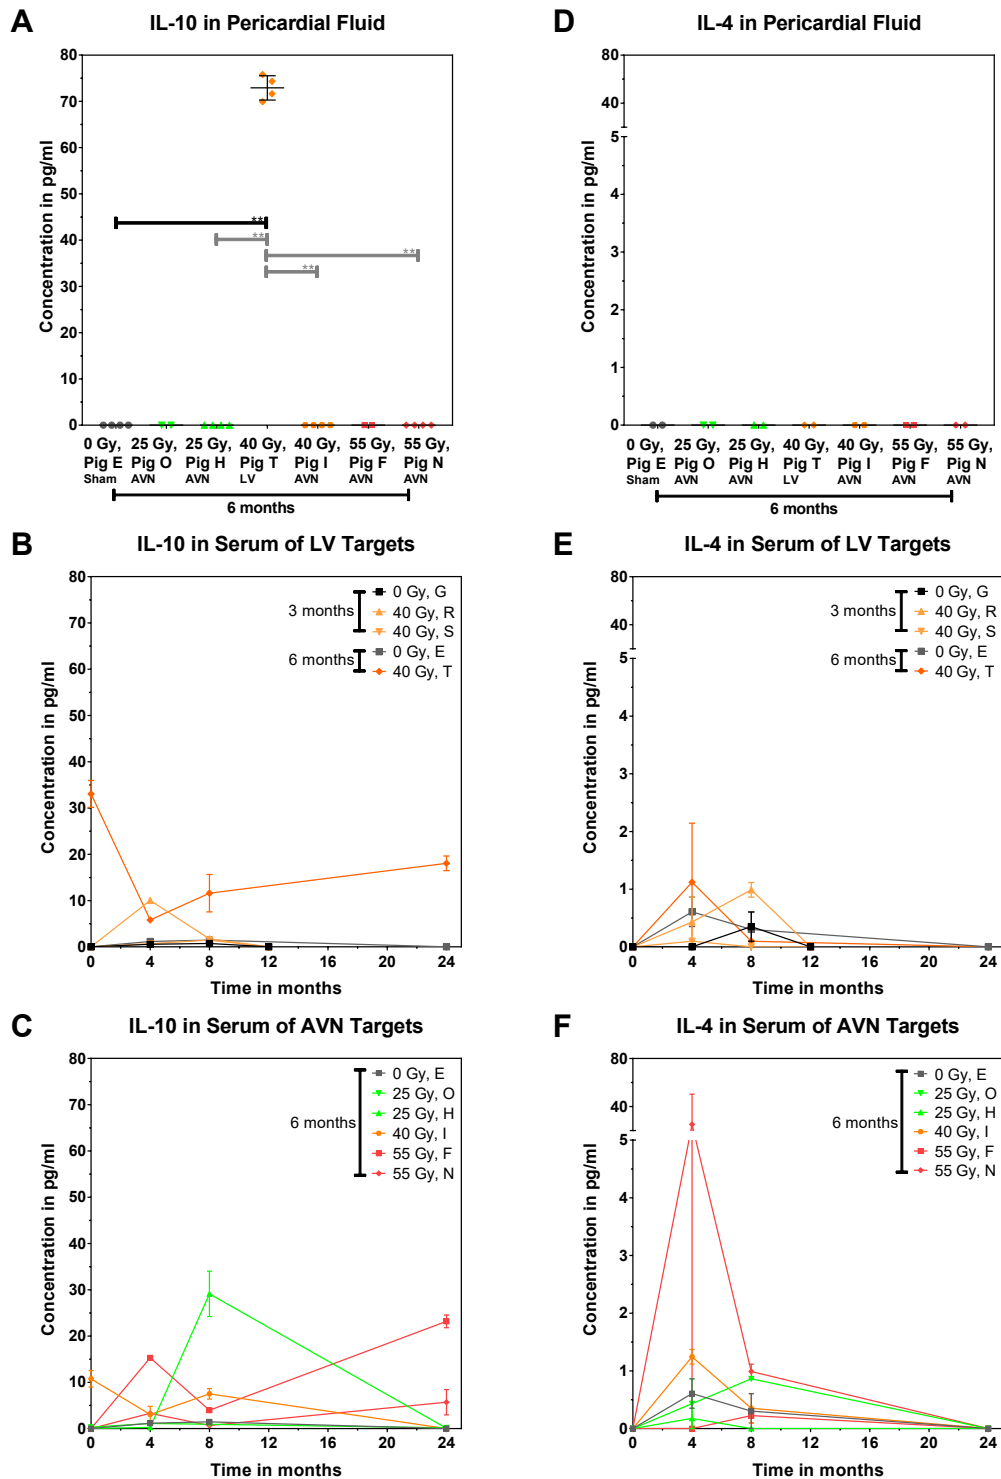 A
IL-10 in Pericardial Fluid
Concentration in pg/ml
80
70
60
50
40
30
20
10
0
**
**
**
**
0 Gy, 25 Gy, 25 Gy, 40 Gy, 40 Gy, 55 Gy, 55 Gy,
Pig E Pig O Pig H Pig T Pig I Pig F Pig N
Sham AVN AVN LV AVN AVN AVN
6 months
D
IL-4 in Pericardial Fluid
Concentration in pg/ml
80
40
5
4
3
2
1
0
0 Gy, 25 Gy, 25 Gy, 40 Gy, 40 Gy, 55 Gy, 55 Gy,
Pig E Pig O Pig H Pig T Pig I Pig F Pig N
Sham AVN AVN LV AVN AVN AVN
6 months
B
IL-10 in Serum of LV Targets
Concentration in pg/ml
80
70
60
50
40
30
20
10
0
3 months
0 Gy, G
40 Gy, R
40 Gy, S
6 months
0 Gy, E
40 Gy, T
0 4 8 12 16 20 24
Time in months
E
IL-4 in Serum of LV Targets
Concentration in pg/ml
80
40
5
4
3
2
1
0
3 months
0 Gy, G
40 Gy, R
40 Gy, S
6 months
0 Gy, E
40 Gy, T
0 4 8 12 16 20 24
Time in months
C
IL-10 in Serum of AVN Targets
Concentration in pg/ml
80
70
60
50
40
30
20
10
0
6 months
0 Gy, E
25 Gy, O
25 Gy, H
40 Gy, I
55 Gy, F
55 Gy, N
0 4 8 12 16 20 24
Time in months
F
IL-4 in Serum of AVN Targets
Concentration in pg/ml
80
40
5
4
3
2
1
0
6 months
0 Gy, E
25 Gy, O
25 Gy, H
40 Gy, I
55 Gy, F
55 Gy, N
0 4 8 12 16 20 24
Time in months